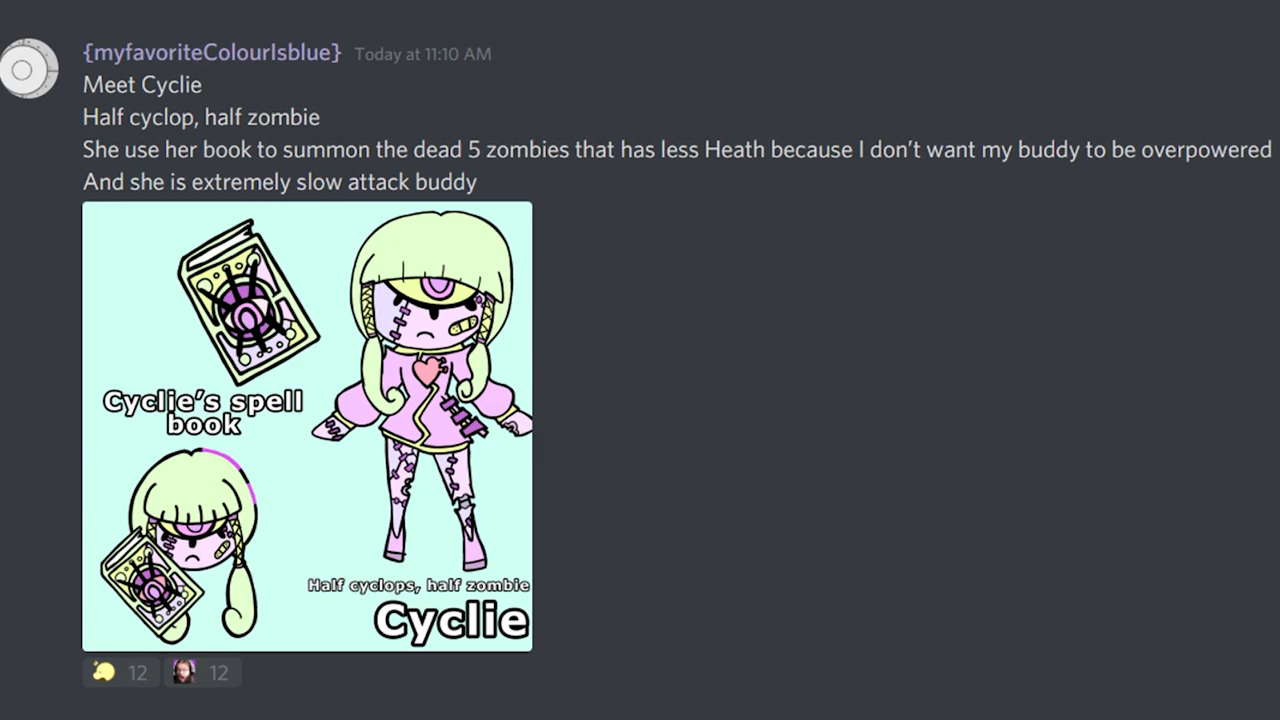 {myfavoriteColourIsblue} Today at 11:10 AM
Meet Cyclie
Half cyclop, half zombie
She use her book to summon the dead 5 zombies that has less Heath because I don’t want my buddy to be overpowered
And she is extremely slow attack buddy
Cyclie’s spell
book
Half cyclops, half zombie
Cyclie
12 12